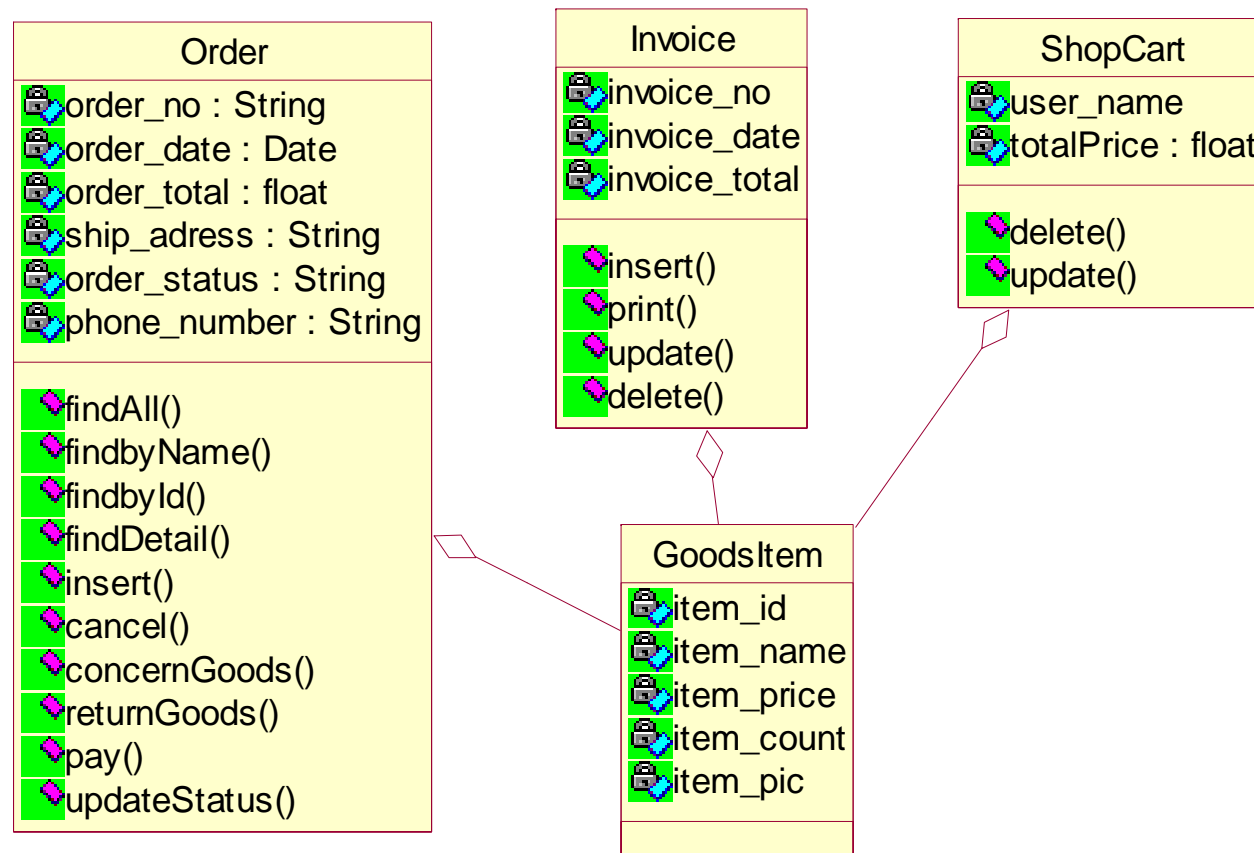 Order
order_no : String
order_date : Date
order_total : float
ship_adress : String
order_status : String
phone_number : String
findAll()
findbyName()
findbyId()
findDetail()
insert()
cancel()
concernGoods()
returnGoods()
pay()
updateStatus()
Invoice
invoice_no
invoice_date
invoice_total
insert()
print()
update()
delete()
ShopCart
user_name
totalPrice : float
delete()
update()
GoodsItem
item_id
item_name
item_price
item_count
item_pic